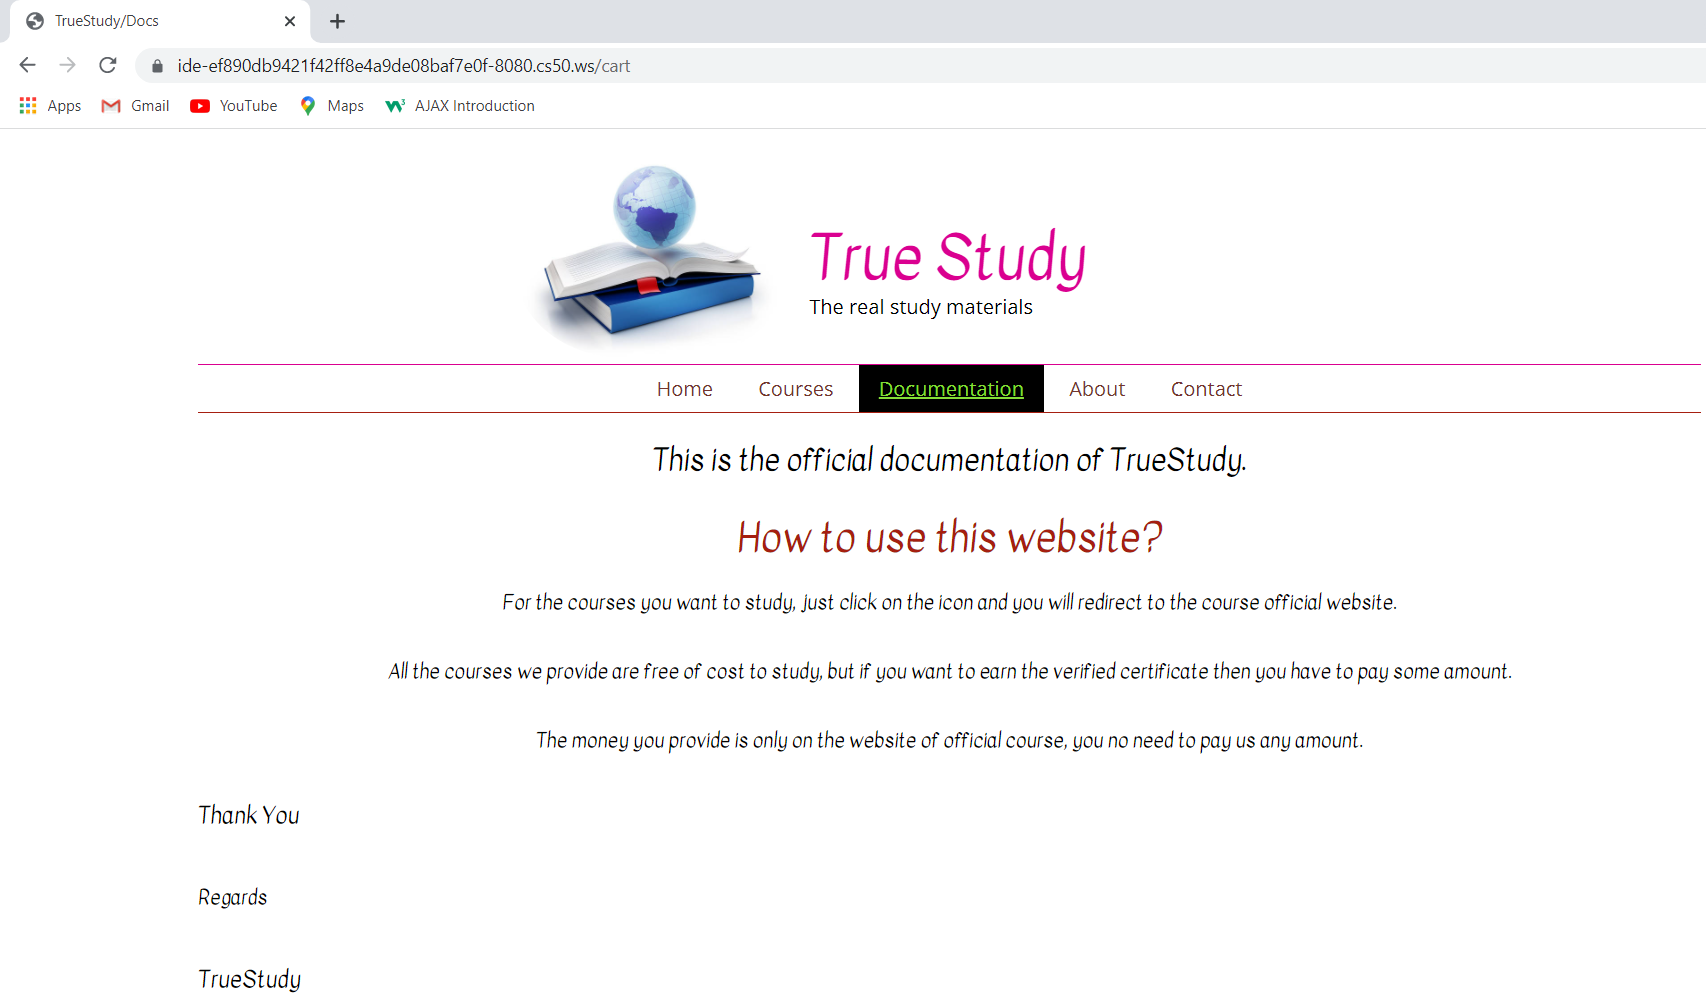 TrueStudy/Docs
ide-ef890db9421f42ff8e4a9de08baf7e0f-8080.cs50.ws/cart
Apps Gmail YouTube Maps w3 AJAX Introduction
True Study
The real study materials
Home Courses Documentation About Contact
This is the official documentation of TrueStudy.
How to use this website?
For the courses you want to study, just click on the icon and you will redirect to the course official website.
All the courses we provide are free of cost to study, but if you want to earn the verified certificate then you have to pay some amount.
The money you provide is only on the website of official course, you no need to pay us any amount.
Thank You
Regards
TrueStudy